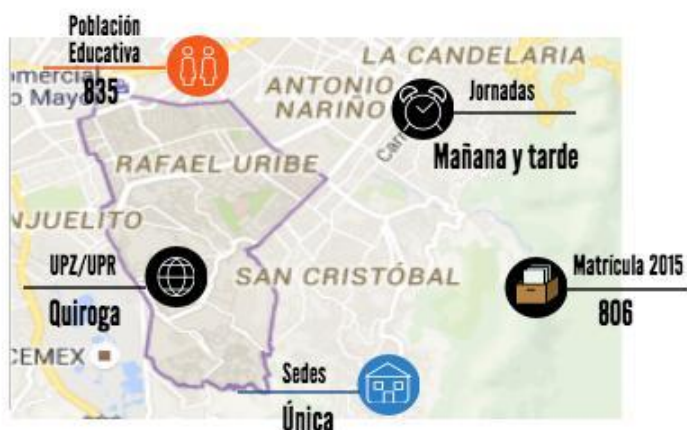 Población
Educativa
835
LA CANDELARIA
ANTONIO
NARIÑO
Jornadas
Mañana y tarde
RAFAEL URIBE
UPZ/UPR
Quiroga
SAN CRISTÓBAL
Matrícula 2015
806
CEMEX
Sedes
Única